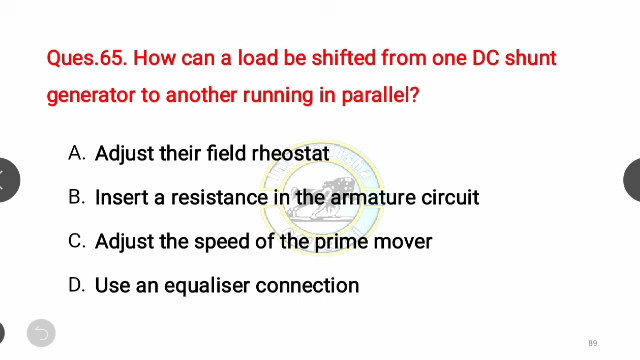 Ques.65. How can a load be shifted from one DC shunt
generator to another running in parallel?
A. Adjust their field rheostat
B. Insert a resistance in the armature circuit
C. Adjust the speed of the prime mover
D. Use an equaliser connection
89